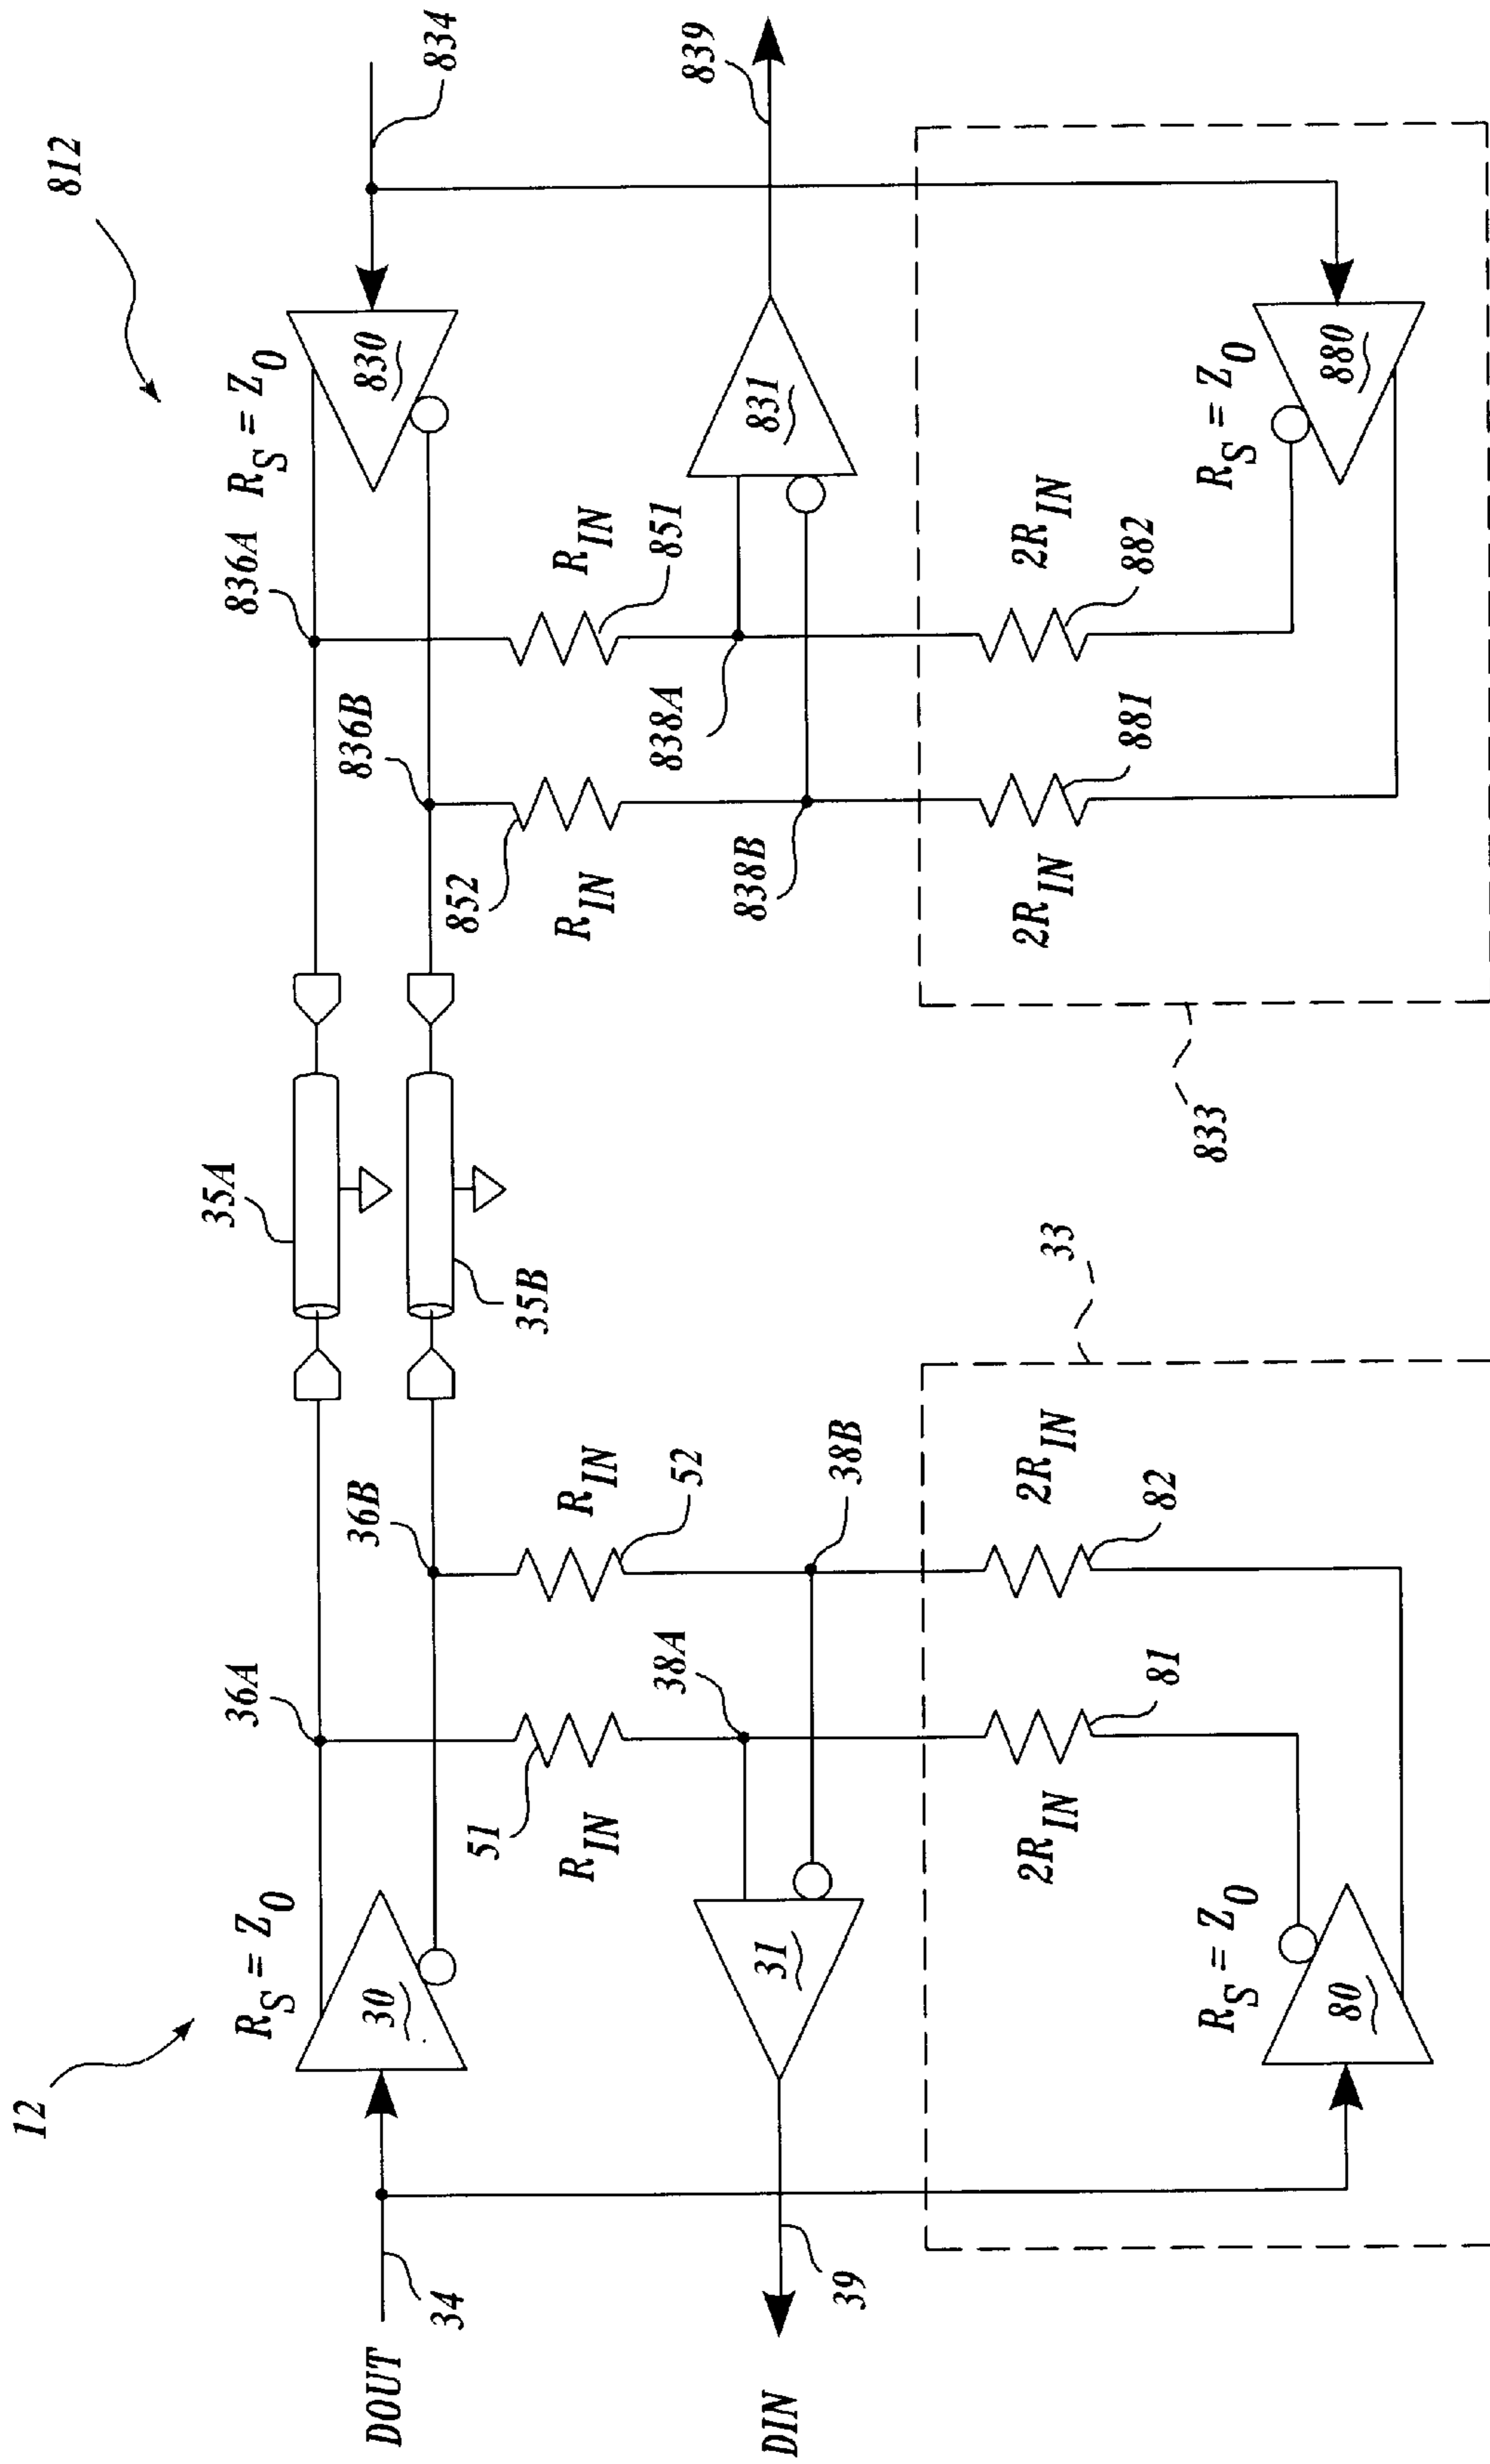 812
834
839
836A
R_S = Z_0
830
836B
R_IN
851
831
852
R_IN
838A
838B
2R_IN
882
R_S = Z_0
880
881
2R_IN
833
35A
35B
33
12
R_S = Z_0
30
36A
36B
R_IN
52
51
R_IN
38A
38B
31
2R_IN
82
81
2R_IN
R_S = Z_0
80
DOUT
34
39
DIN